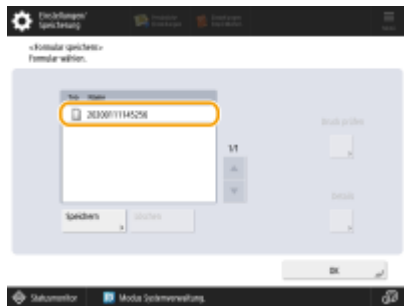 Einstellungen/
Speicherung
<Formular speichern>
Formular wählen.
Typ Name
20200111145256
Druck prüfen
1/1
Details
Speichern
Löschen
OK
Statusmonitor
Modus Systemverwaltung.